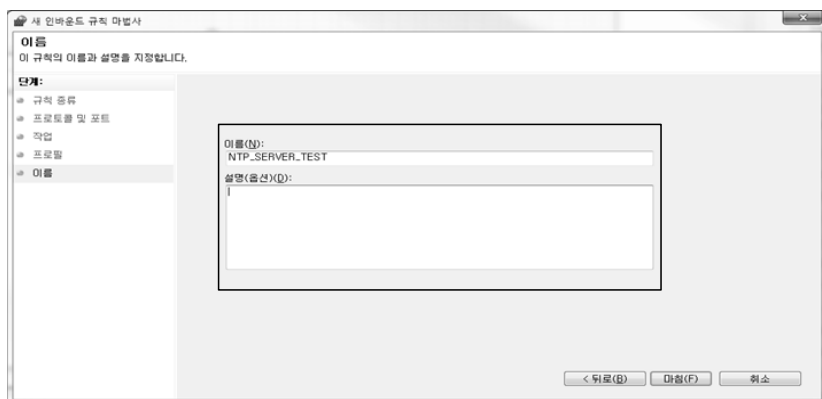 새 인바운드 규칙 마법사
이름
이 규칙의 이름과 설명을 지정합니다.
단계:
규칙 종류
프로토콜 및 포트
작업
프로필
이름
이름(N):
NTP_SERVER_TEST
설명(옵션)(D):
< 뒤로(B) 마침(F) 취소